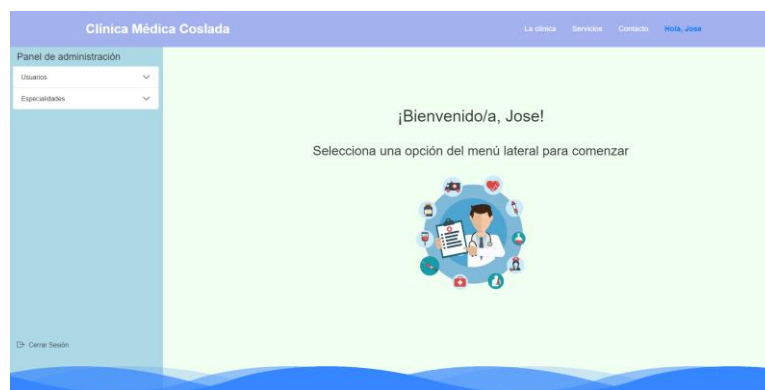 Clínica Médica Coslada
La clínica Servicios Contacto Hola, Jose
Panel de administración
Usuarios
Especialidades
¡Bienvenido/a, Jose!
Selecciona una opción del menú lateral para comenzar
Cerrar Sesión